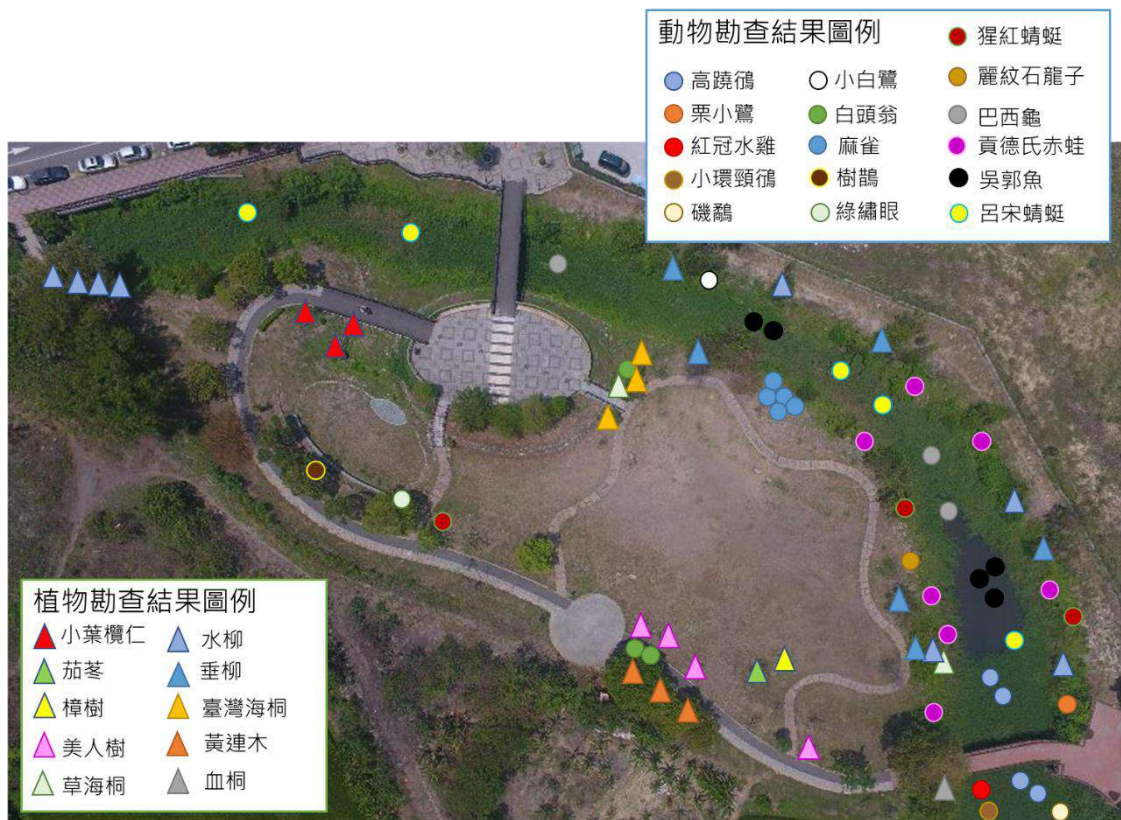 動物勘查結果圖例
高蹺鴴
栗小鷺
紅冠水雞
小環頸鴴
磯鷸
小白鷺
白頭翁
麻雀
樹鵲
綠繡眼
猩紅蜻蜓
麗紋石龍子
巴西龜
貢德氏赤蛙
吳郭魚
呂宋蜻蜓
植物勘查結果圖例
小葉欖仁
茄苳
樟樹
美人樹
草海桐
水柳
垂柳
臺灣海桐
黃連木
血桐